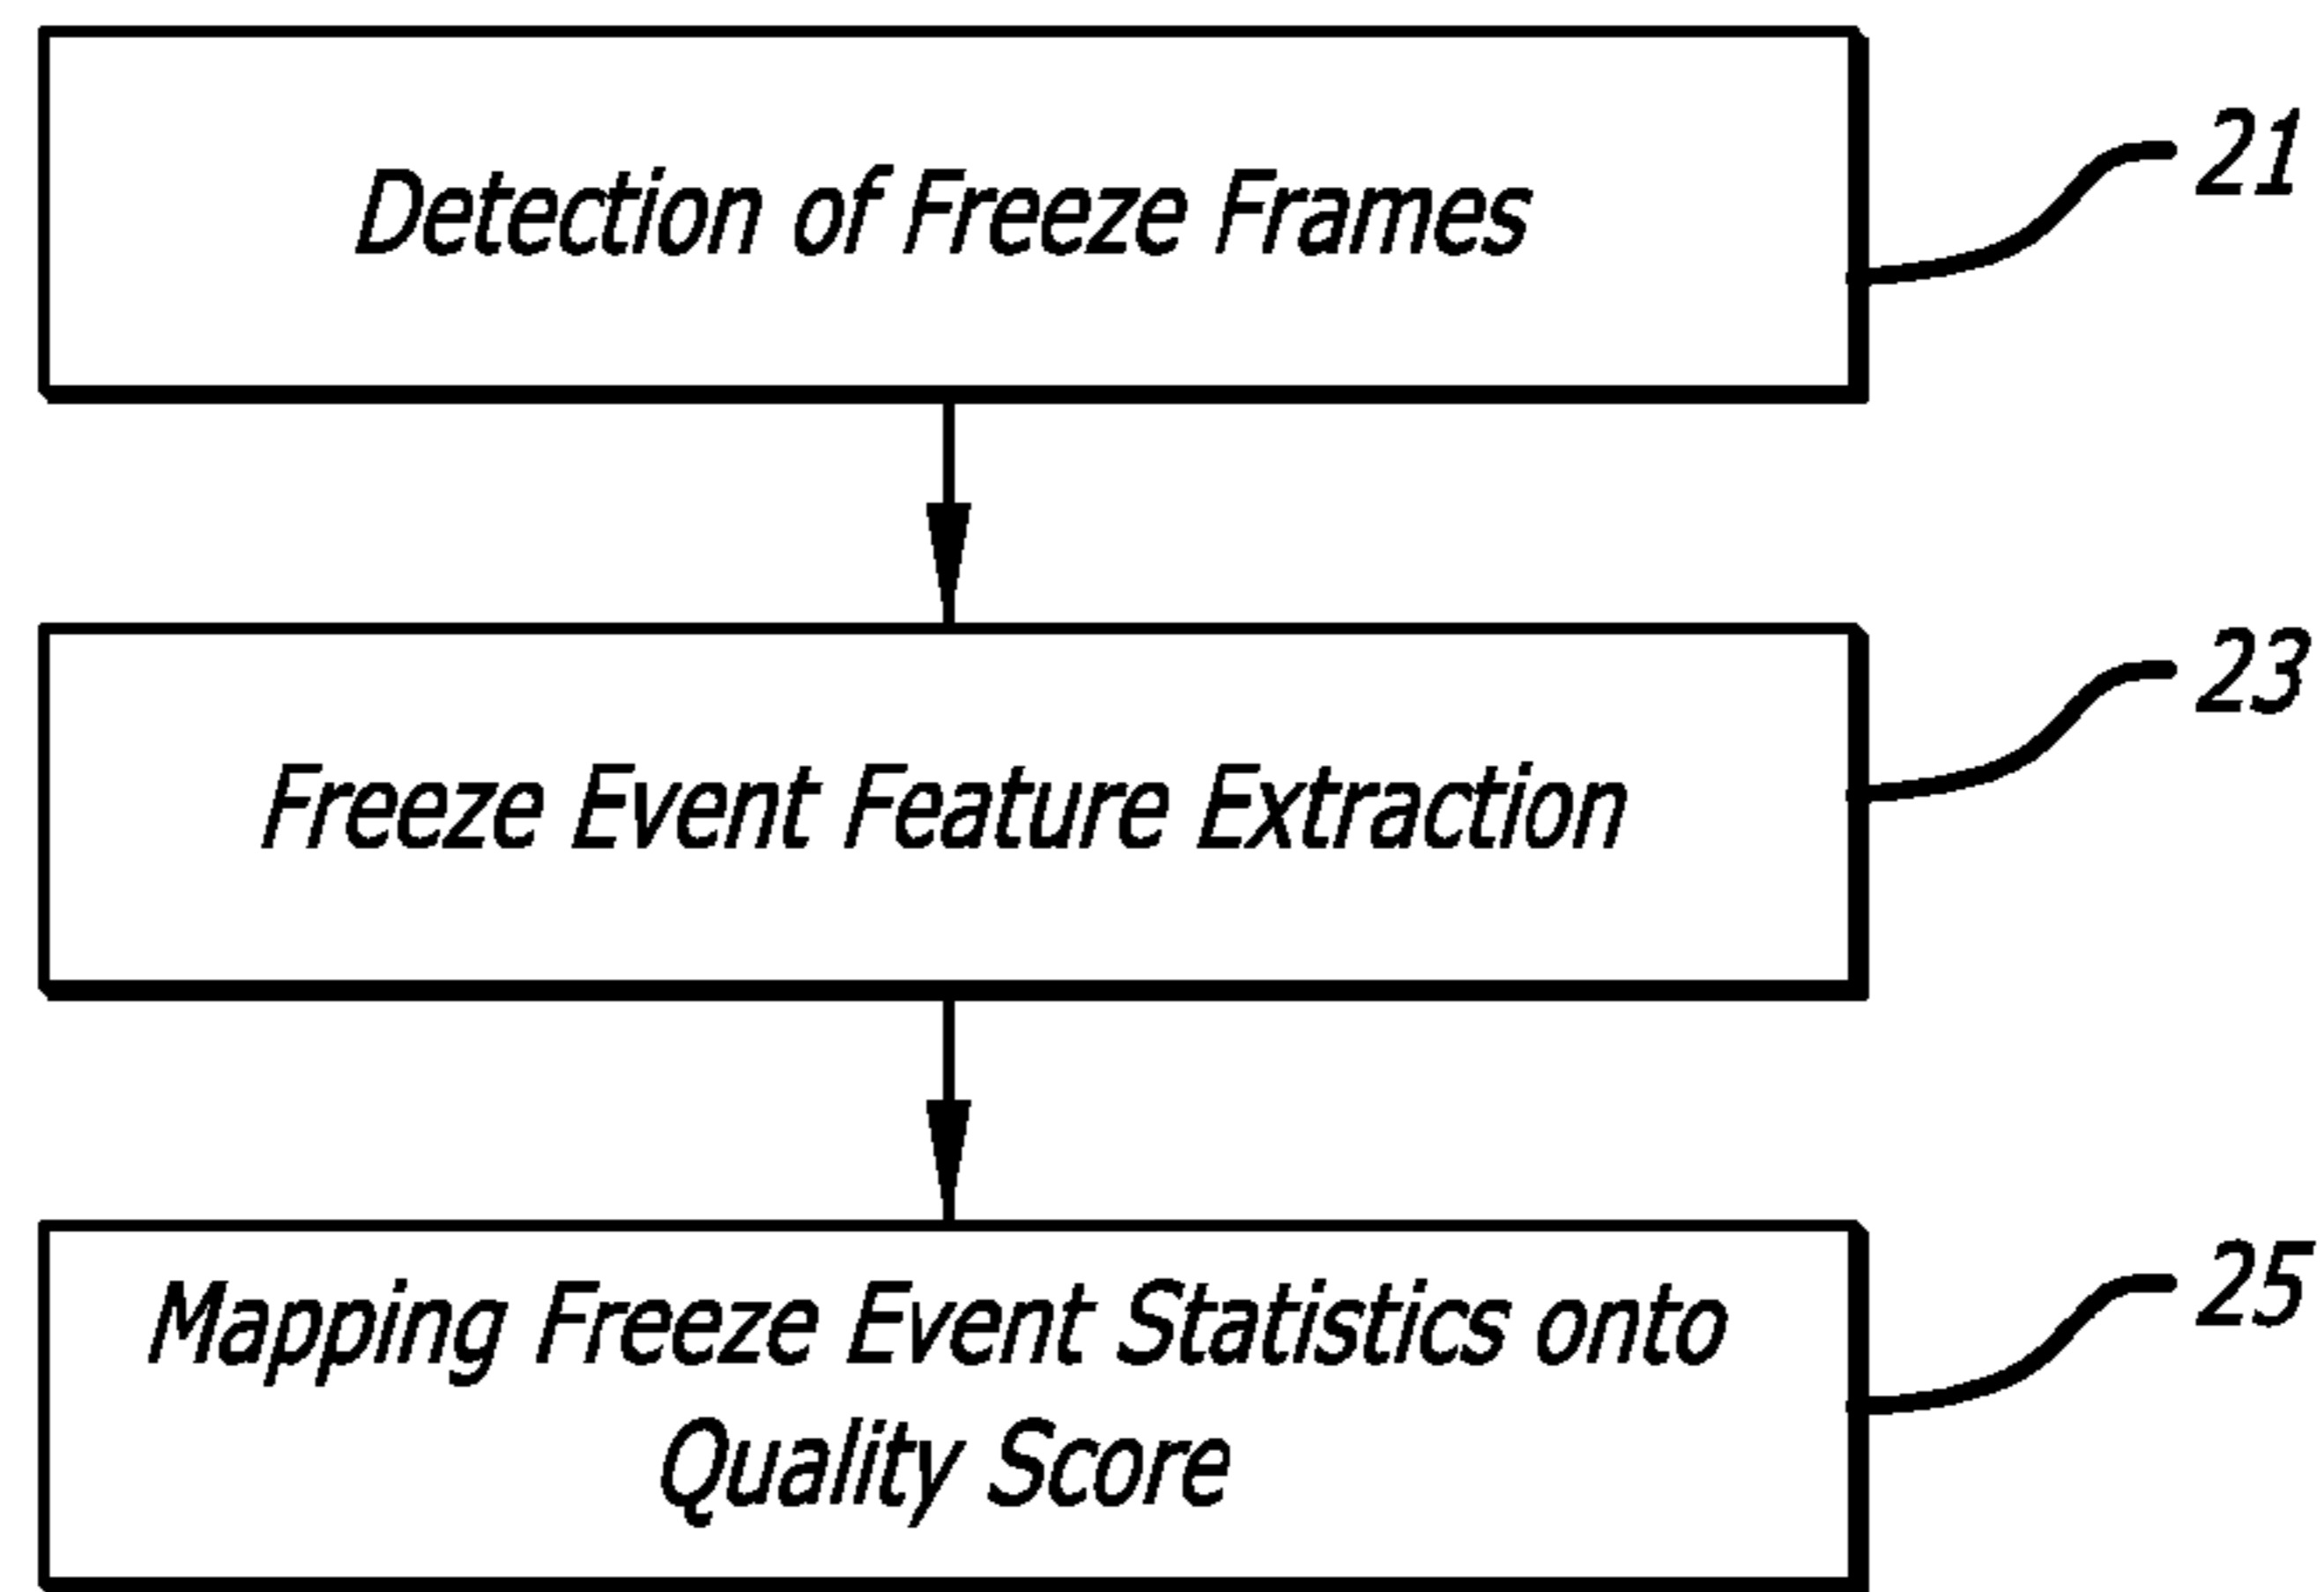 Detection of Freeze Frames
21
Freeze Event Feature Extraction
23
Mapping Freeze Event Statistics onto
Quality Score
25